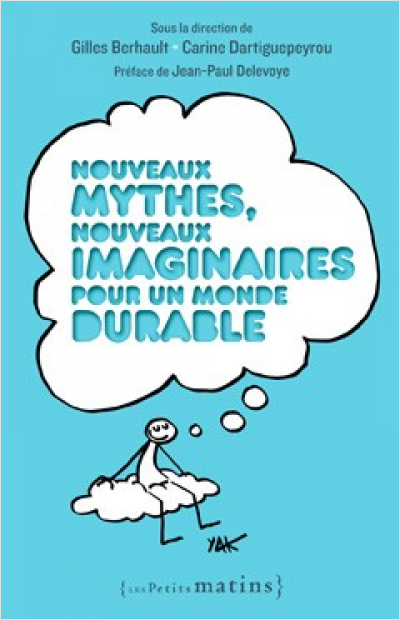 Sous la direction de
Gilles Berhault • Carine Dartiguepeyrou
Préface de Jean-Paul Delevoye
NOUVEAUX
MYTHES,
NOUVEAUX
IMAGINAIRES
POUR UN MONDE
DURABLE
YAK
{LES Petits matins}